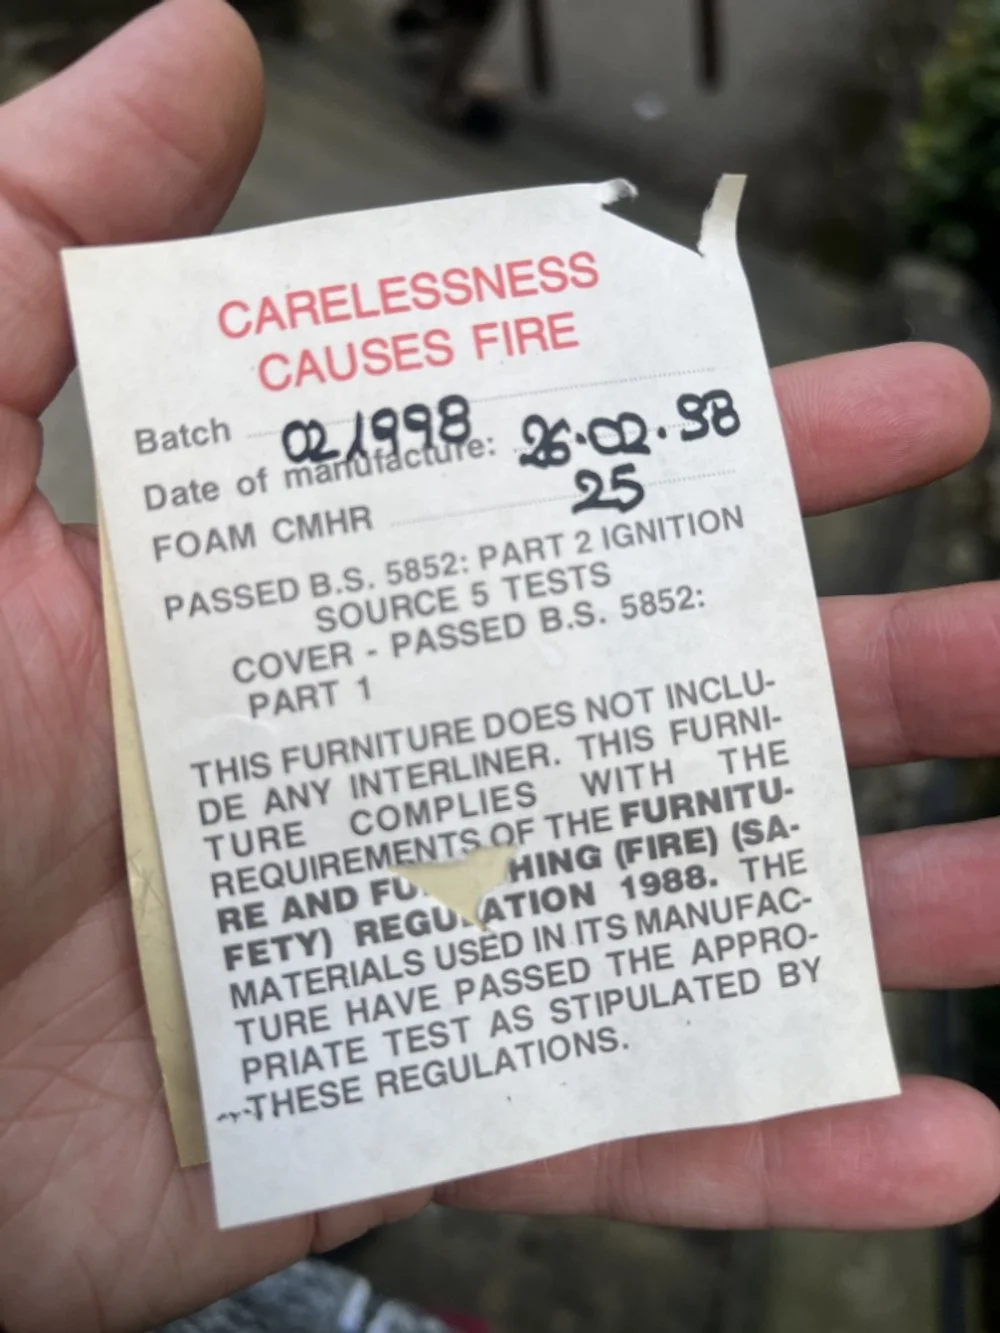 CARELESSNESS
CAUSES FIRE
Batch 02/1998
Date of manufacture: 26.02.98
FOAM CMHR 25
PASSED B.S. 5852: PART 2 IGNITION
SOURCE 5 TESTS
COVER - PASSED B.S. 5852:
PART 1
THIS FURNITURE DOES NOT INCLU-
DE ANY INTERLINER. THIS FURNI-
TURE COMPLIES WITH THE
REQUIREMENTS OF THE FURNITU-
RE AND FU HING (FIRE) (SA-
FETY) REGULATION 1988. THE
MATERIALS USED IN ITS MANUFAC-
TURE HAVE PASSED THE APPRO-
PRIATE TEST AS STIPULATED BY
THESE REGULATIONS.